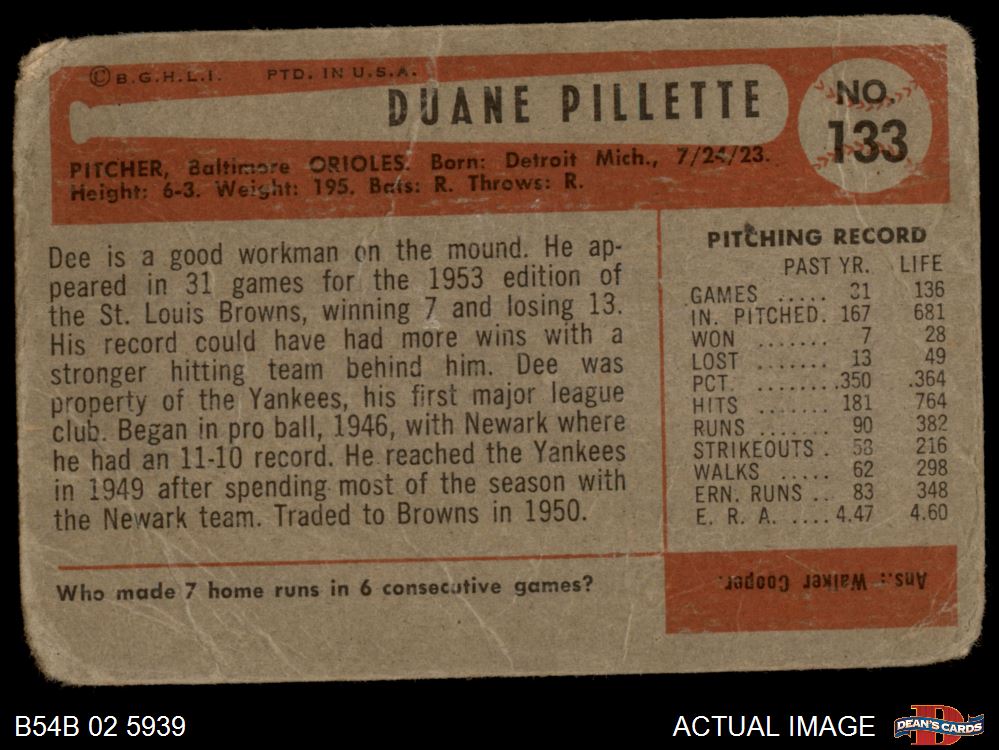 © B.G.H.L.I. PTD. IN U.S.A.
DUANE PILLETTE
NO.
133
PITCHER, Baltimore ORIOLES. Born: Detroit Mich., 7/24/23.
Height: 6-3. Weight: 195. Bats: R. Throws: R.
Dee is a good workman on the mound. He ap-
peared in 31 games for the 1953 edition of
the St. Louis Browns, winning 7 and losing 13.
His record could have had more wins with a
stronger hitting team behind him. Dee was
property of the Yankees, his first major league
club. Began in pro ball, 1946, with Newark where
he had an 11-10 record. He reached the Yankees
in 1949 after spending most of the season with
the Newark team. Traded to Browns in 1950.
PITCHING RECORD
PAST YR. LIFE
GAMES ..... 31 136
IN. PITCHED. 167 681
WON ....... 7 28
LOST ....... 13 49
PCT. ........350 .364
HITS ....... 181 764
RUNS ....... 90 382
STRIKEOUTS . 53 216
WALKS ..... 62 298
ERN. RUNS .. 83 348
E. R. A. .... 4.47 4.60
Who made 7 home runs in 6 consecutive games?
Ans.: Walker Cooper.
B54B 02 5939
ACTUAL IMAGE
D
DEAN'S CARDS